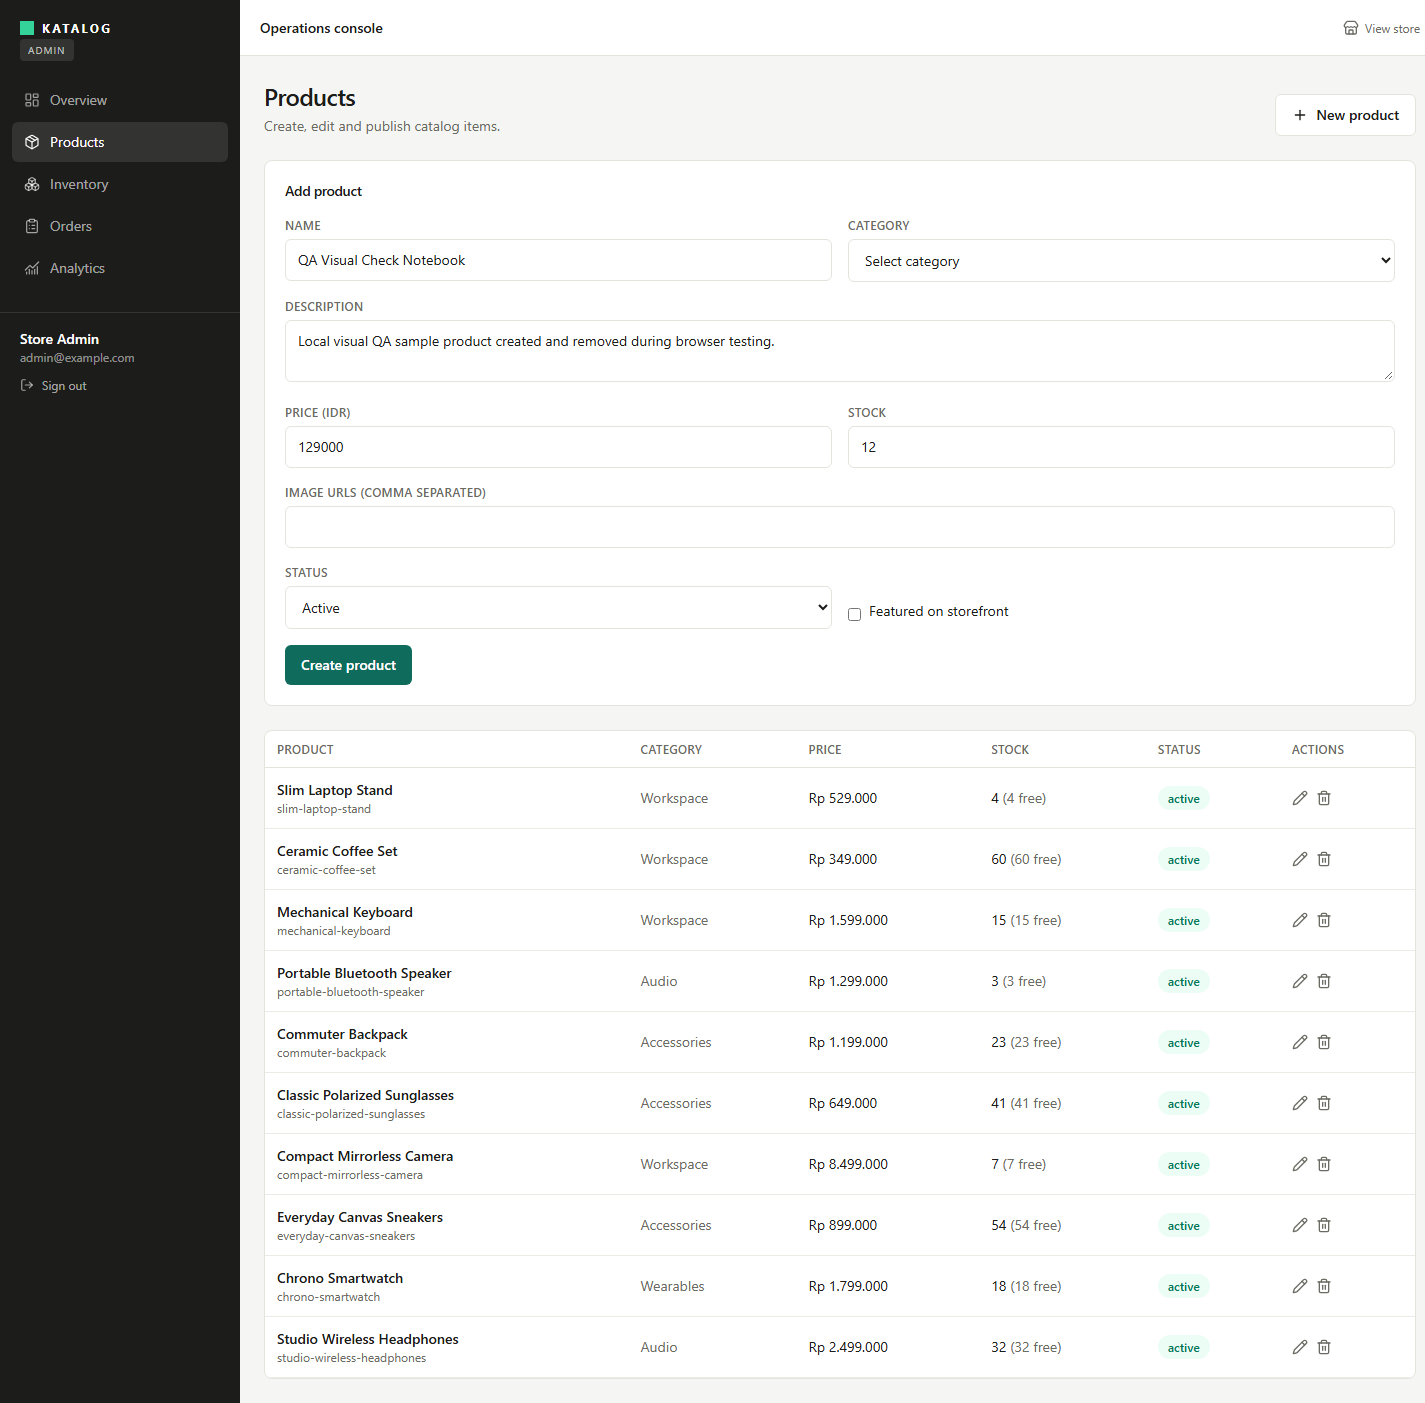 KATALOG
ADMIN
Overview
Products
Inventory
Orders
Analytics
Store Admin
admin@example.com
Sign out
Operations console
View store
Products
Create, edit and publish catalog items.
New product
Add product
NAME
QA Visual Check Notebook
CATEGORY
Select category
DESCRIPTION
Local visual QA sample product created and removed during browser testing.
PRICE (IDR)
129000
STOCK
12
IMAGE URLS (COMMA SEPARATED)
STATUS
Active
Featured on storefront
Create product
PRODUCT CATEGORY PRICE STOCK STATUS ACTIONS
Slim Laptop Stand
slim-laptop-stand
Workspace Rp 529.000 4 (4 free) active
Ceramic Coffee Set
ceramic-coffee-set
Workspace Rp 349.000 60 (60 free) active
Mechanical Keyboard
mechanical-keyboard
Workspace Rp 1.599.000 15 (15 free) active
Portable Bluetooth Speaker
portable-bluetooth-speaker
Audio Rp 1.299.000 3 (3 free) active
Commuter Backpack
commuter-backpack
Accessories Rp 1.199.000 23 (23 free) active
Classic Polarized Sunglasses
classic-polarized-sunglasses
Accessories Rp 649.000 41 (41 free) active
Compact Mirrorless Camera
compact-mirrorless-camera
Workspace Rp 8.499.000 7 (7 free) active
Everyday Canvas Sneakers
everyday-canvas-sneakers
Accessories Rp 899.000 54 (54 free) active
Chrono Smartwatch
chrono-smartwatch
Wearables Rp 1.799.000 18 (18 free) active
Studio Wireless Headphones
studio-wireless-headphones
Audio Rp 2.499.000 32 (32 free) active